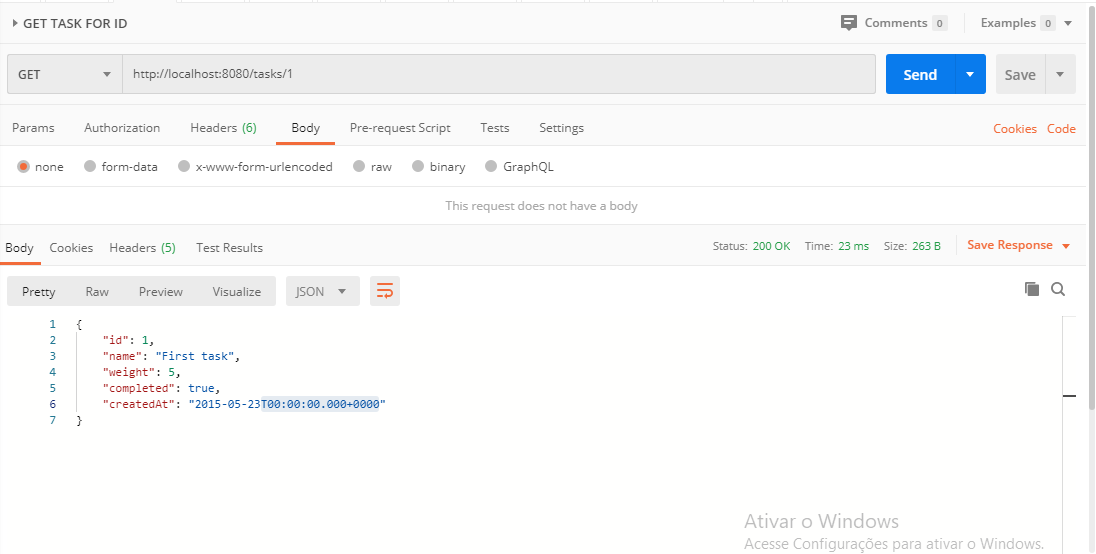 GET TASK FOR ID
Comments 0 Examples 0
GET http://localhost:8080/tasks/1 Send Save
Params Authorization Headers (6) Body Pre-request Script Tests Settings Cookies Code
none form-data x-www-form-urlencoded raw binary GraphQL
This request does not have a body
Body Cookies Headers (5) Test Results Status: 200 OK Time: 23 ms Size: 263 B Save Response
Pretty Raw Preview Visualize JSON
1 {
2 "id": 1,
3 "name": "First task",
4 "weight": 5,
5 "completed": true,
6 "createdAt": "2015-05-23T00:00:00.000+0000"
7 }
Ativar o Windows
Acesse Configurações para ativar o Windows.